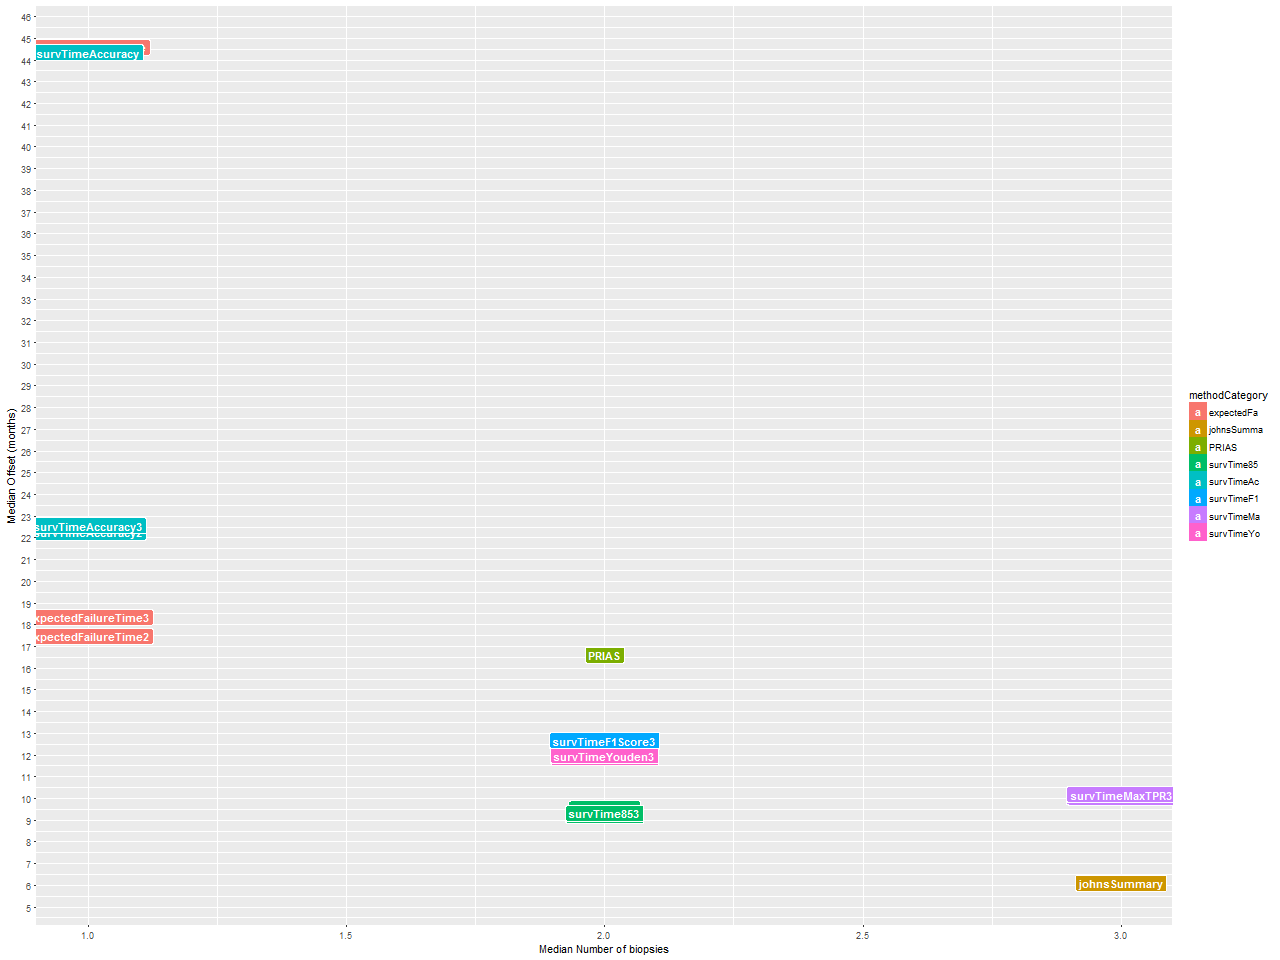 46
45
44
43
42
41
40
39
38
37
36
35
34
33
32
31
30
29
28
27
26
25
24
23
22
21
20
19
18
17
16
15
14
13
12
11
10
9
8
7
6
5
Median Offset (months)
survTimeAccuracy
survTimeAccuracy3
survTimeAccuracy2
xpectedFailureTime3
xpectedFailureTime2
PRIAS
survTimeF1Score3
survTimeYouden3
survTime853
survTimeMaxTPR3
johnsSummary
1.0
1.5
2.0
2.5
3.0
Median Number of biopsies
methodCategory
a expectedFa
a johnsSumma
a PRIAS
a survTime85
a survTimeAc
a survTimeF1
a survTimeMa
a survTimeYo